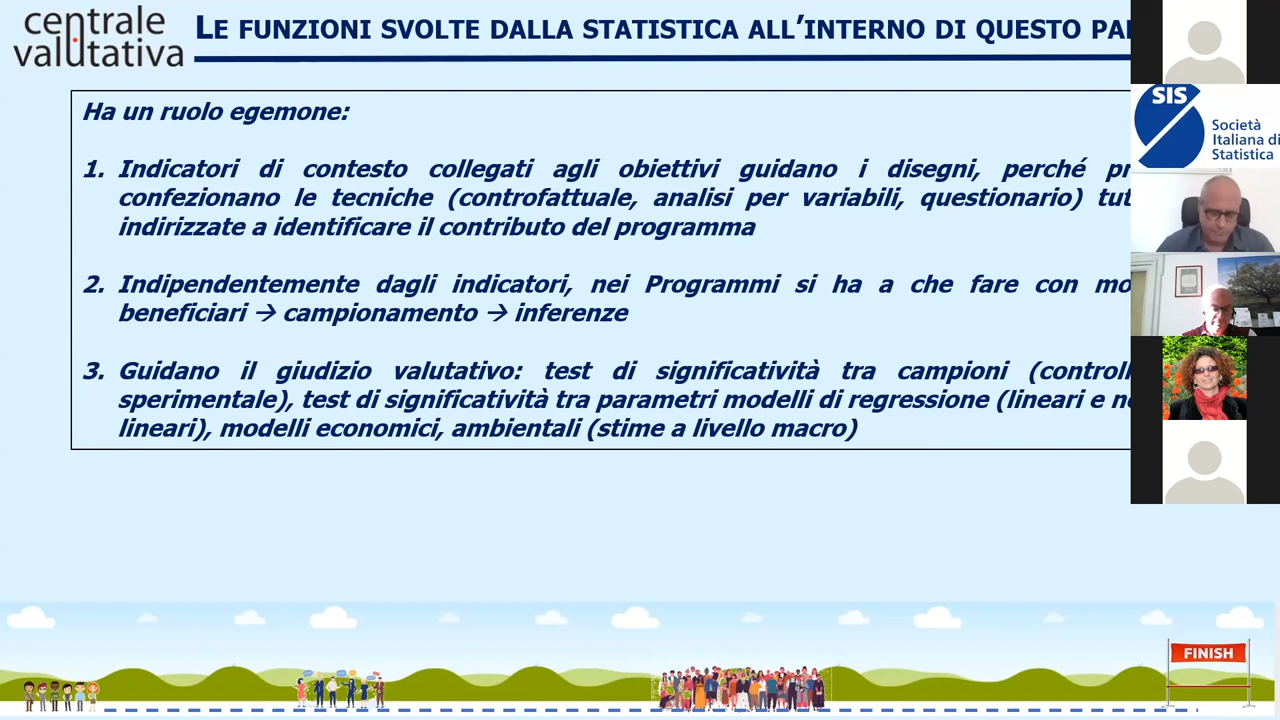 centrale
valutativa
LE FUNZIONI SVOLTE DALLA STATISTICA ALL’INTERNO DI QUESTO
Ha un ruolo egemone:
1. Indicatori di contesto collegati agli obiettivi guidano i disegni, perché
confezionano le tecniche (controfattuale, analisi per variabili, questionario)
indirizzate a identificare il contributo del programma
2. Indipendentemente dagli indicatori, nei Programmi si ha a che fare con
beneficiari → campionamento → inferenze
3. Guidano il giudizio valutativo: test di significatività tra campioni
sperimentale), test di significatività tra parametri modelli di regressione (lineari e
lineari), modelli economici, ambientali (stime a livello macro)
SIS
Società
Italiana di
Statistica
FINISH